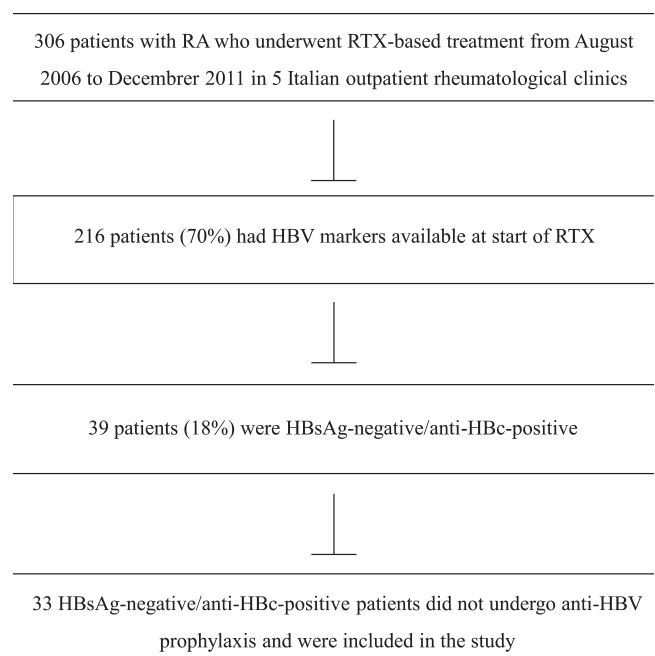 306 patients with RA who underwent RTX-based treatment from August
2006 to Decembrer 2011 in 5 Italian outpatient rheumatological clinics
216 patients (70%) had HBV markers available at start of RTX
39 patients (18%) were HBsAg-negative/anti-HBc-positive
33 HBsAg-negative/anti-HBc-positive patients did not undergo anti-HBV
prophylaxis and were included in the study